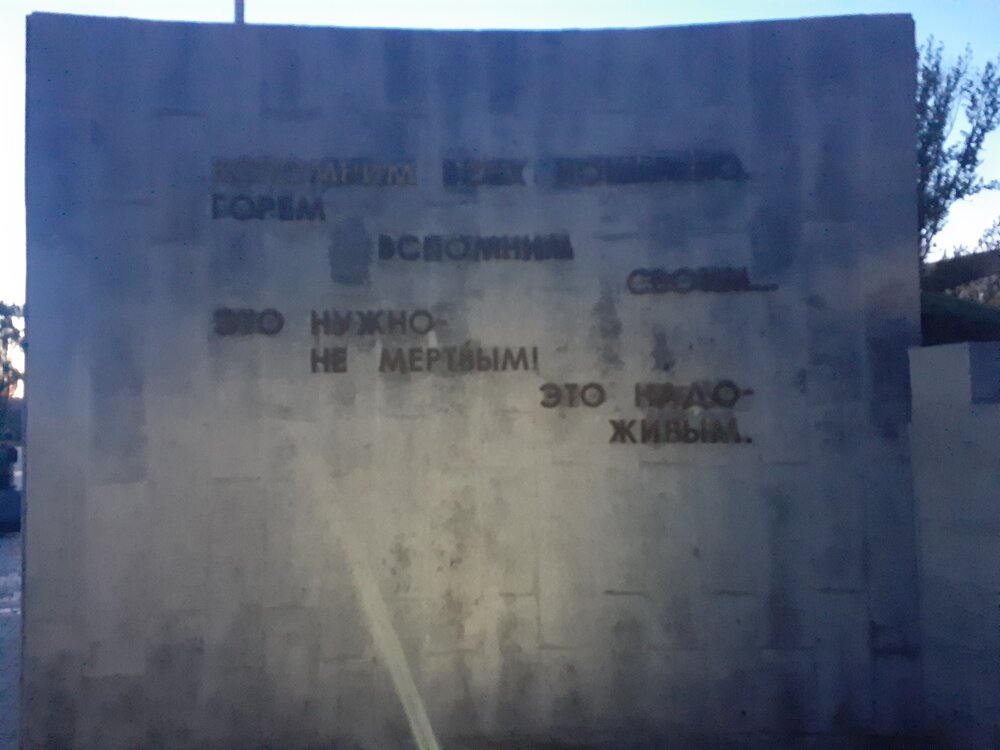 ВСПОМНИМ ВСЕХ ПОИМЕННО,
ГОРЕМ
ВСПОМНИМ
СВОИМ...
ЭТО НУЖНО-
НЕ МЕРТВЫМ!
ЭТО НАДО-
ЖИВЫМ.